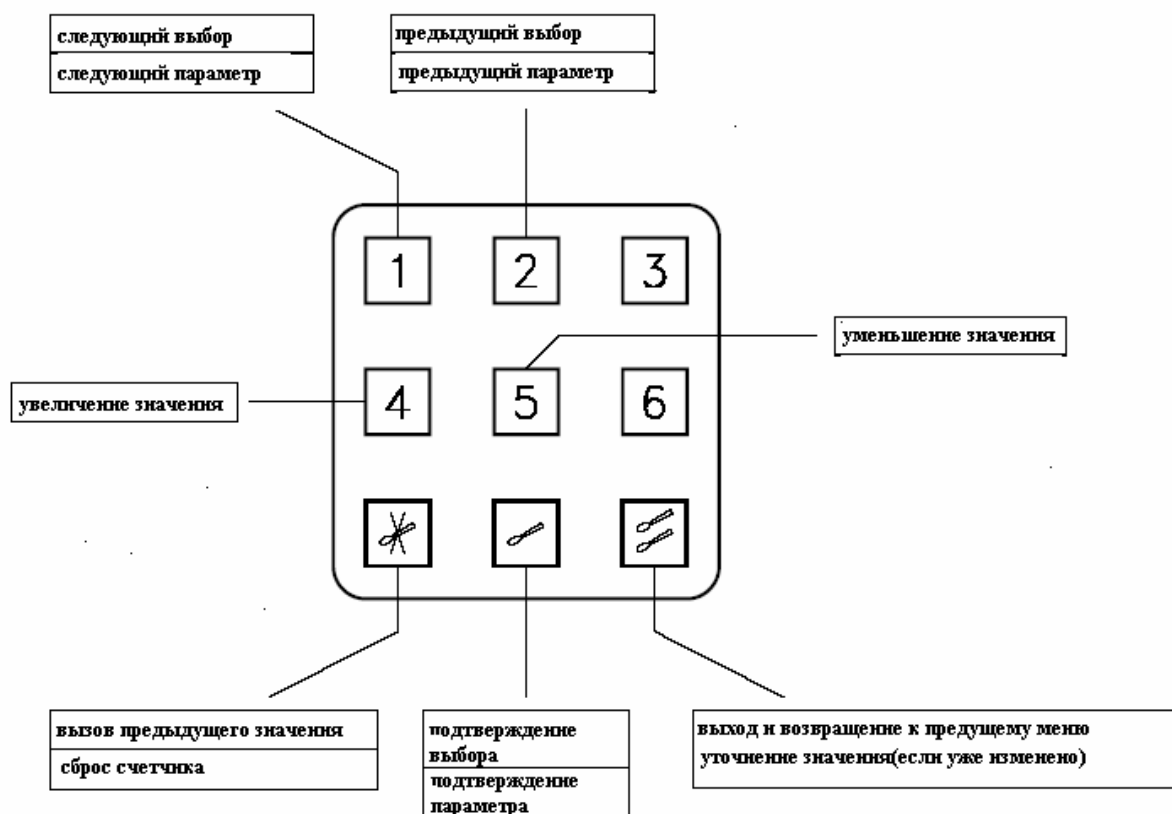 следующий выбор
следующий параметр
предыдущий выбор
предыдущий параметр
1 2 3
уменьшение значения
увеличение значения
4 5 6
вызов предыдущего значения
сброс счетчика
подтверждение
выбора
подтверждение
параметра
выход и возвращение к предущему меню
уточнение значения(если уже изменено)